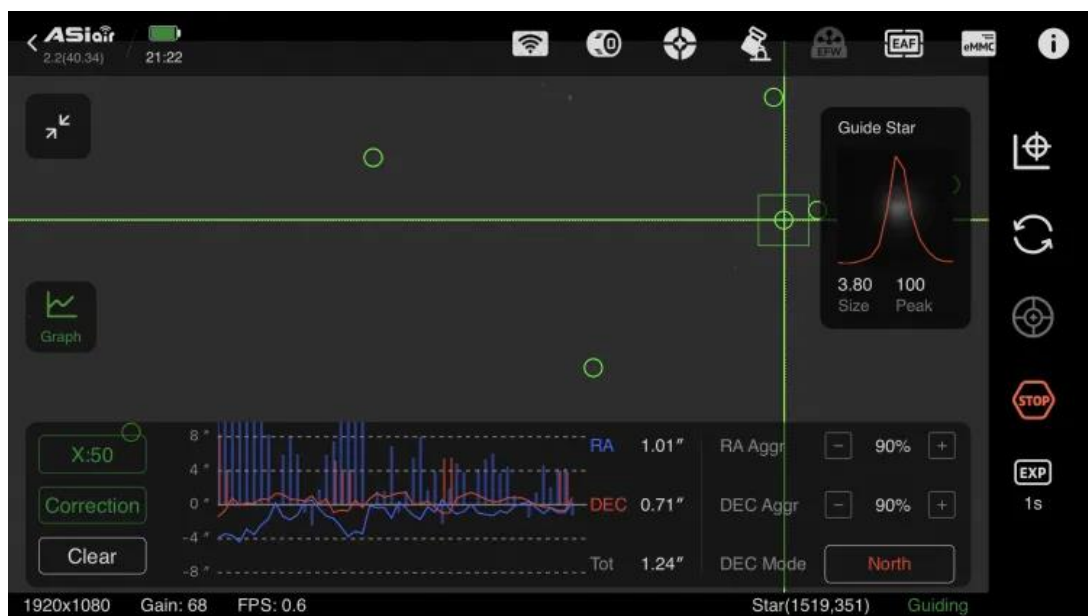 ASiair
2.2(40.34)
21:22
EFW
EAF
eMMC
i
Guide Star
3.80 100
Size Peak
Graph
STOP
EXP
1s
X:50
Correction
Clear
8 "
4 "
0 "
-4 "
-8 "
RA 1.01"
DEC 0.71"
Tot 1.24"
RA Aggr - 90% +
DEC Aggr - 90% +
DEC Mode North
1920x1080 Gain: 68 FPS: 0.6 Star(1519,351) Guiding